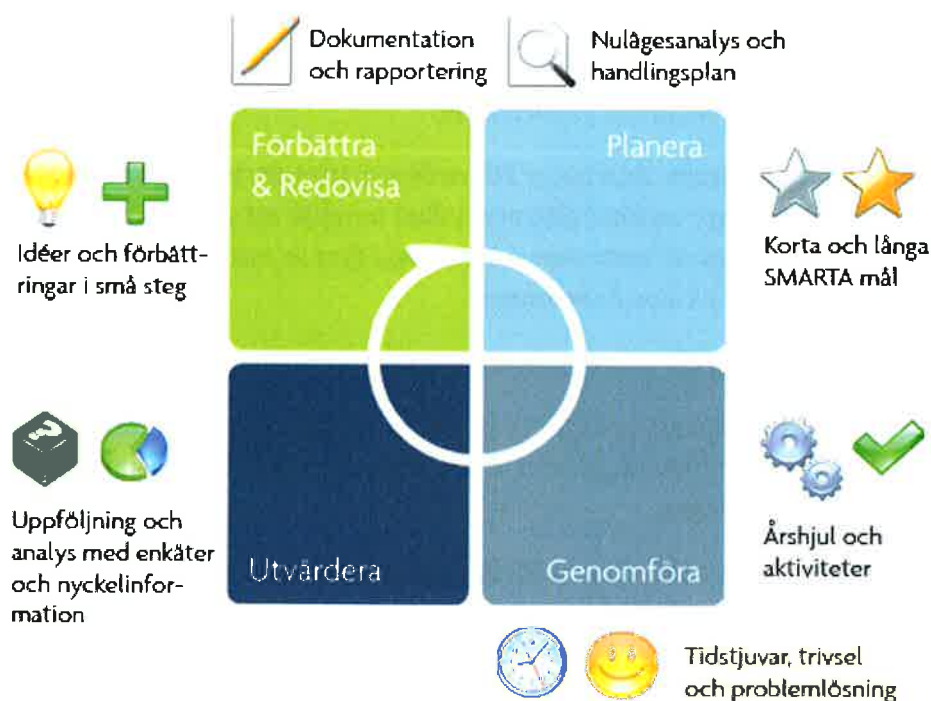 Dokumentation
och rapportering
Nulägesanalys och
handlingsplan
Förbättra
& Redovisa
Planera
Idéer och förbätt-
ringar i små steg
Korta och långa
SMARTA mål
Uppföljning och
analys med enkäter
och nyckelinfor-
mation
Utvärdera
Genomföra
Årshjul och
aktiviteter
Tidstjuvar, trivsel
och problemlösning